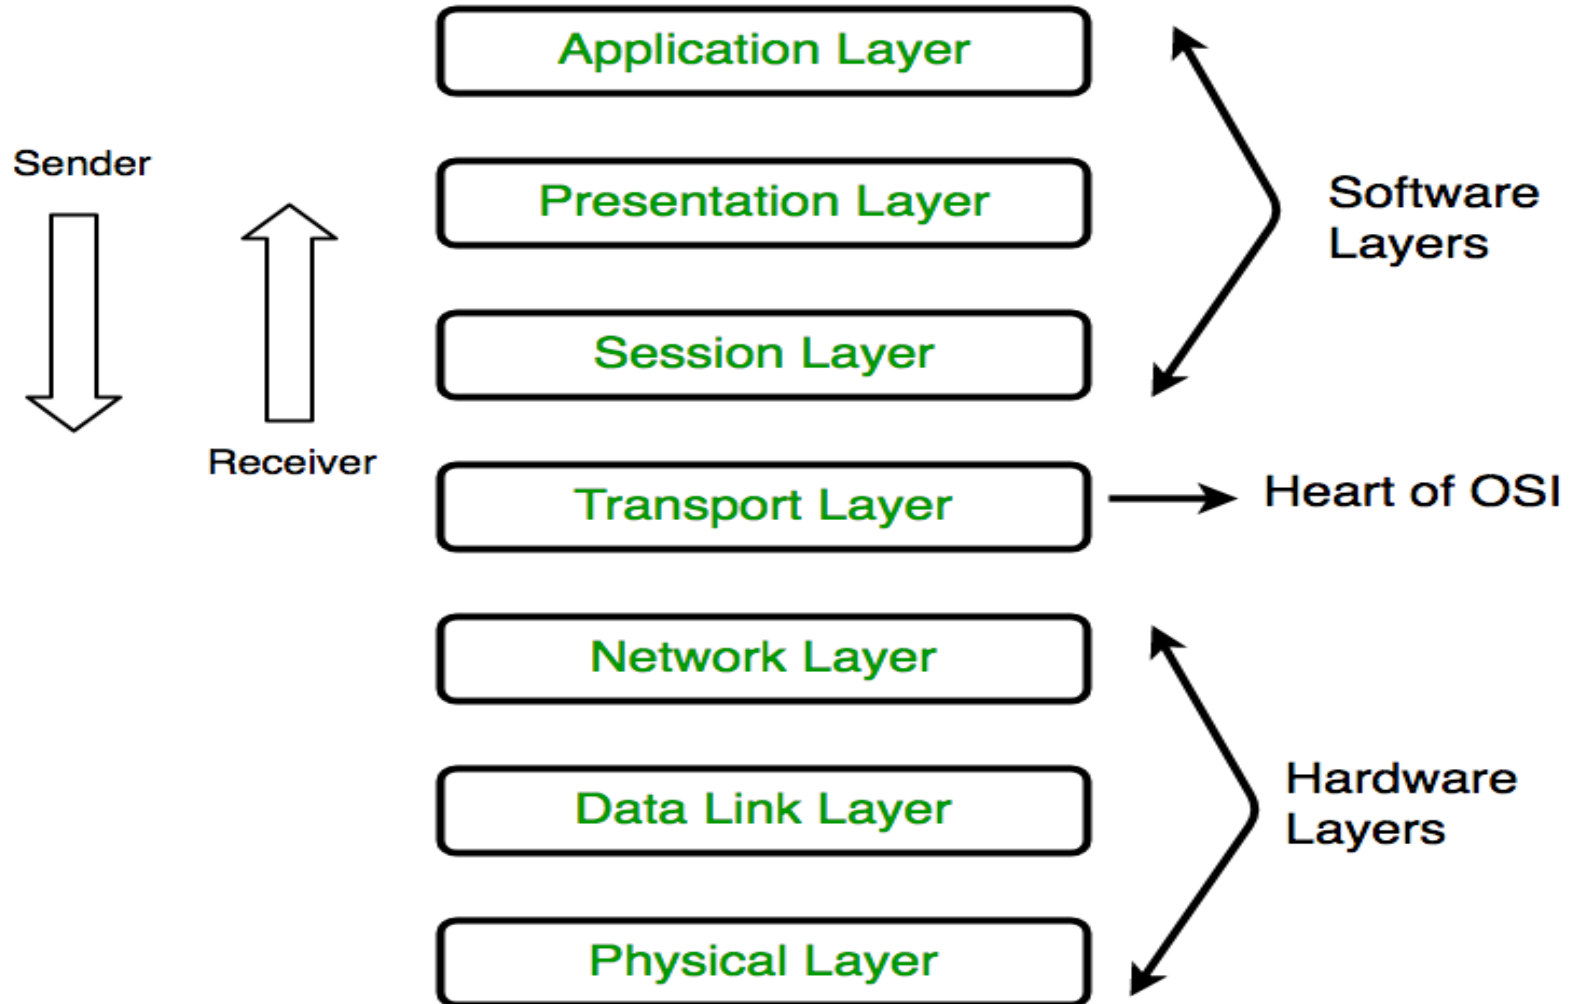 Application Layer
Sender
Presentation Layer
Software
Layers
Session Layer
Receiver
Transport Layer
Heart of OSI
Network Layer
Hardware
Layers
Data Link Layer
Physical Layer